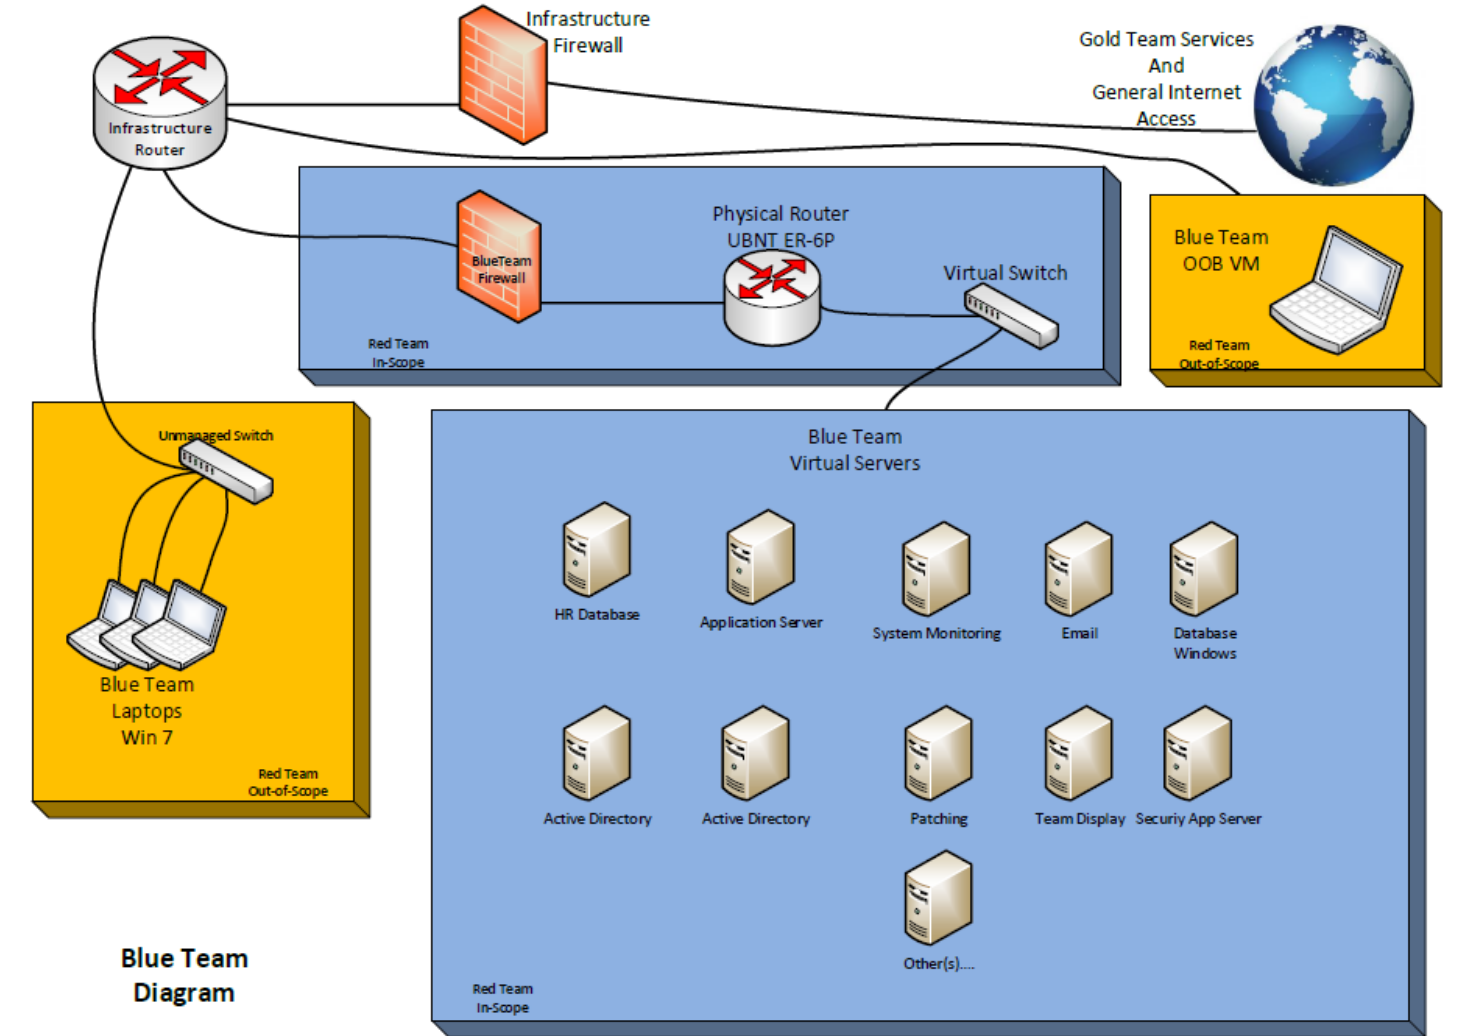 Infrastructure
Firewall
Gold Team Services
And
General Internet
Access
Infrastructure
Router
Physical Router
UBNT ER-6P
BlueTeam
Firewall
Virtual Switch
Red Team
In-Scope
Blue Team
OOB VM
Red Team
Out-of-Scope
Unmanaged Switch
Blue Team
Laptops
Win 7
Red Team
Out-of-Scope
Blue Team
Virtual Servers
HR Database
Application Server
System Monitoring
Email
Database
Windows
Active Directory
Active Directory
Patching
Team Display
Securiy App Server
Other(s)....
Red Team
In-Scope
Blue Team
Diagram